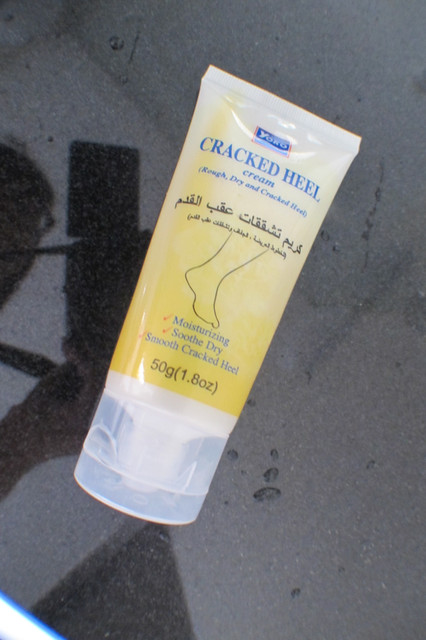 YOKO
CRACKED HEEL
cream
(Rough, Dry and Cracked Heel)
كريم تشققات عقب القدم
Moisturizing
Soothe Dry
Smooth Cracked Heel
50g(1.8oz)